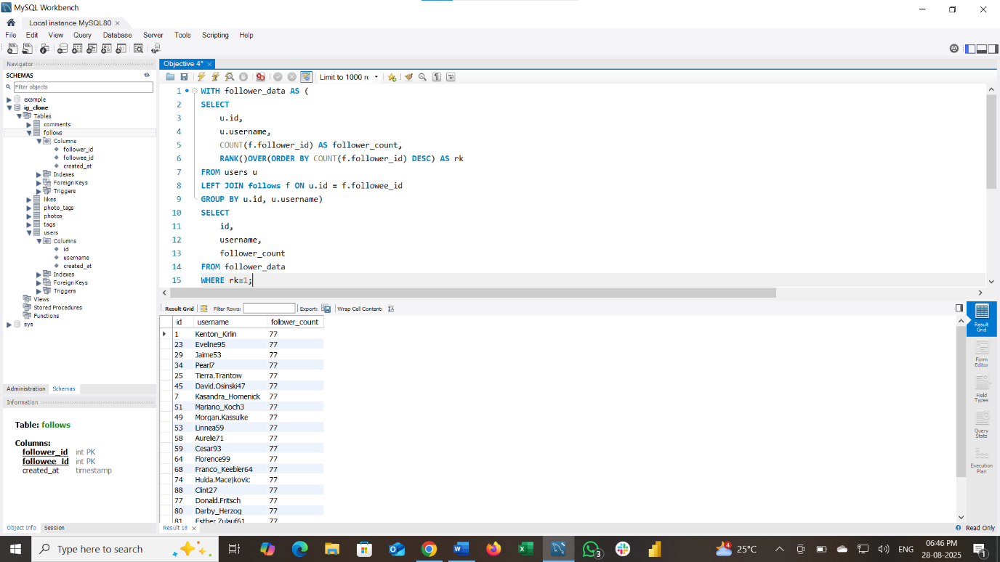 MySQL Workbench
Local instance MySQL80 ×
File Edit View Query Database Server Tools Scripting Help
Navigator
SCHEMAS
Filter objects
example
ig_clone
Tables
comments
follows
Columns
follower_id
followee_id
created_at
Indexes
Foreign Keys
Triggers
likes
photo_tags
photos
tags
users
Columns
id
username
created_at
Indexes
Foreign Keys
Triggers
Views
Stored Procedures
Functions
sys
Administration Schemas
Information
Table: follows
Columns:
follower_id int PK
followee_id int PK
created_at timestamp
Object Info Session
Objective 4* ×
Limit to 1000 rc
1 WITH follower_data AS (
2 SELECT
3 u.id,
4 u.username,
5 COUNT(f.follower_id) AS follower_count,
6 RANK()OVER(ORDER BY COUNT(f.follower_id) DESC) AS rk
7 FROM users u
8 LEFT JOIN follows f ON u.id = f.followee_id
9 GROUP BY u.id, u.username)
10 SELECT
11 id,
12 username,
13 follower_count
14 FROM follower_data
15 WHERE rk=1;
Result Grid Filter Rows: Export: Wrap Cell Content:
id username follower_count
1 Kenton_Kirlin 77
23 Eveline95 77
29 Jaime53 77
34 Pearl7 77
25 Tierra.Trantow 77
45 David.Osinski47 77
7 Kasandra_Homenick 77
51 Mariano_Koch3 77
49 Morgan.Kassulke 77
53 Linnea59 77
58 Aurelie71 77
59 Cesar93 77
64 Florence99 77
68 Franco_Keebler64 77
74 Hulda.Macejkovic 77
88 Clint27 77
77 Donald.Fritsch 77
80 Darby_Herzog 77
81 Esther.Zulauf61 77
Result
Grid
Form
Editor
Field
Types
Query
Stats
Execution
Plan
Result 18 ×
Read Only
Type here to search
3
4
25°C
ENG
06:46 PM
28-08-2025
1